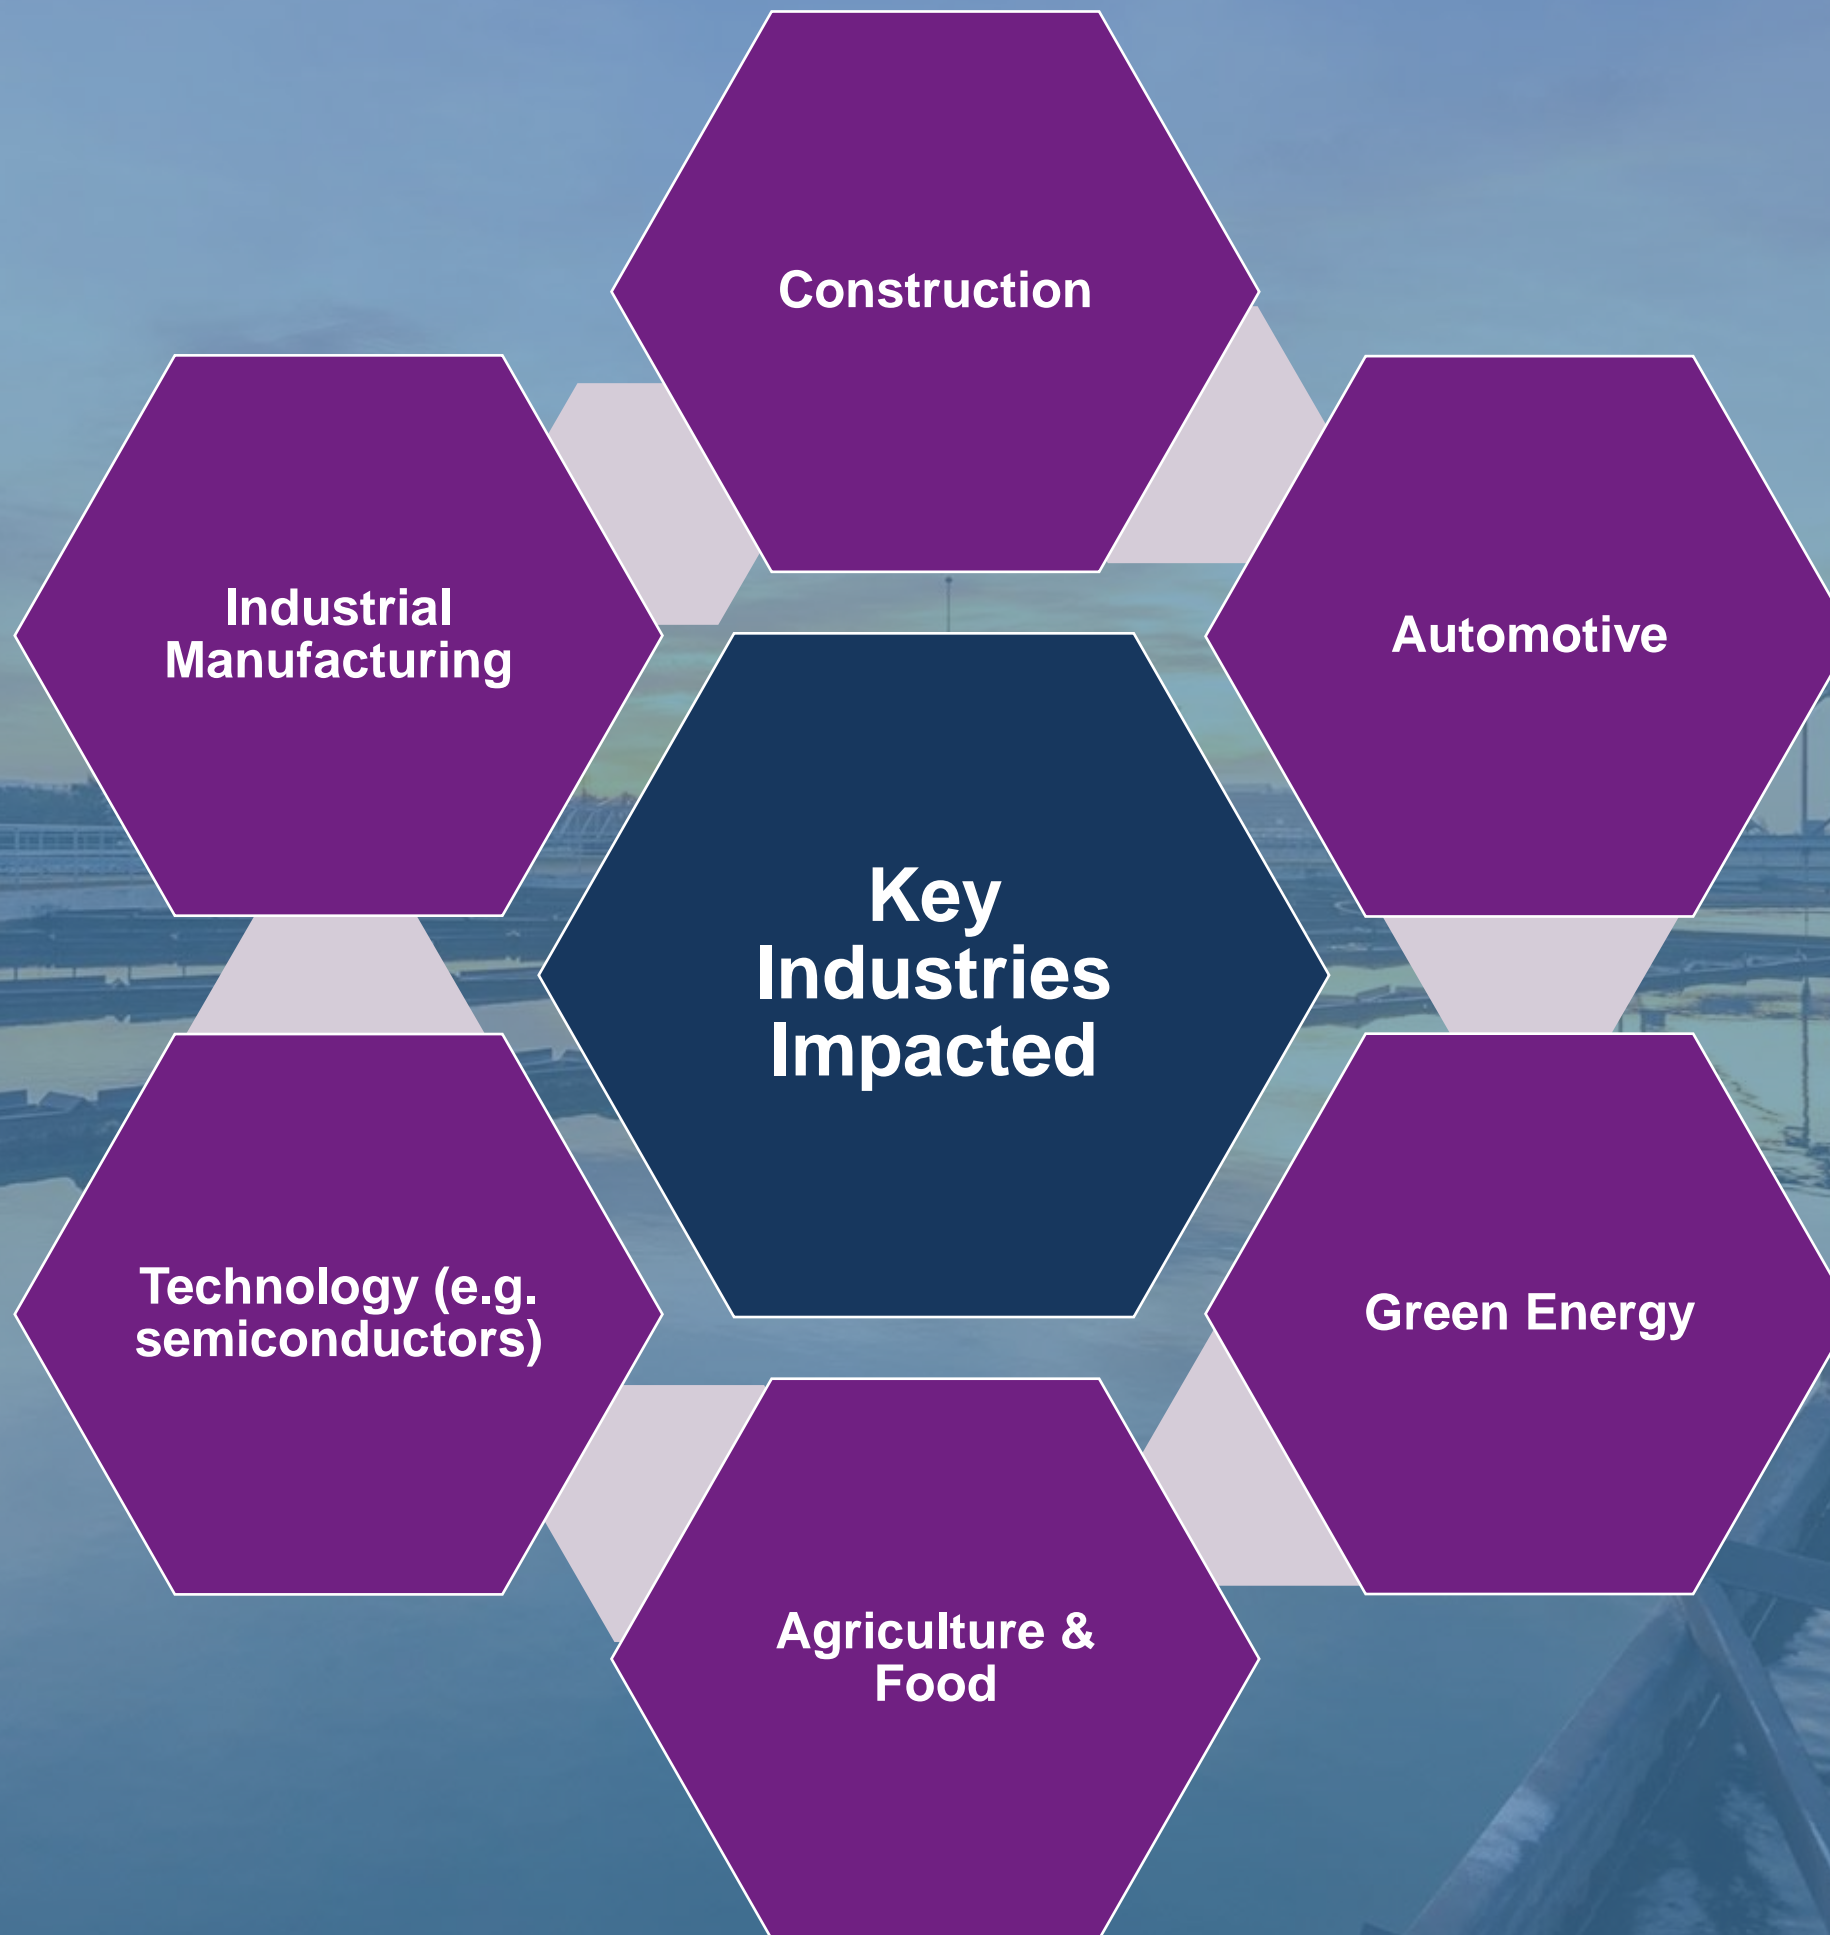 Construction
Automotive
Industrial
Manufacturing
Key
Industries
Impacted
Technology (e.g.
semiconductors)
Green Energy
Agriculture &
Food